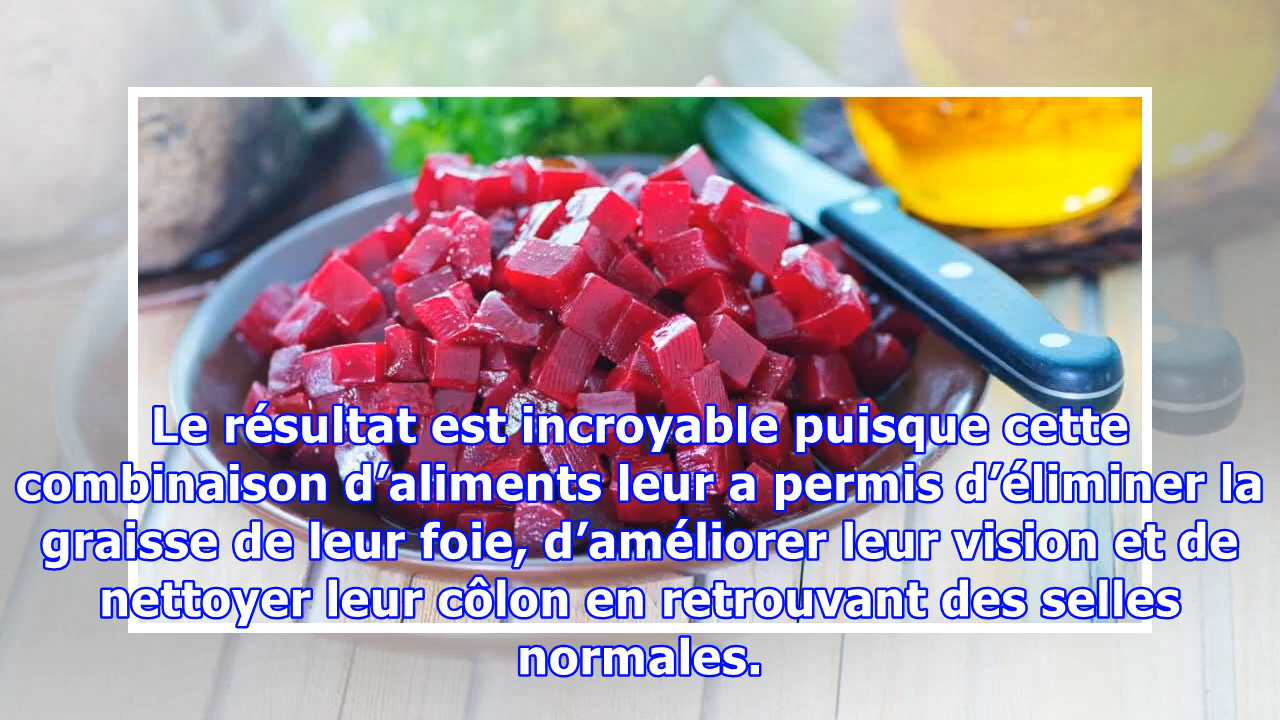 Le résultat est incroyable puisque cette
combinaison d’aliments leur a permis d’éliminer la
graisse de leur foie, d’améliorer leur vision et de
nettoyer leur côlon en retrouvant des selles
normales.